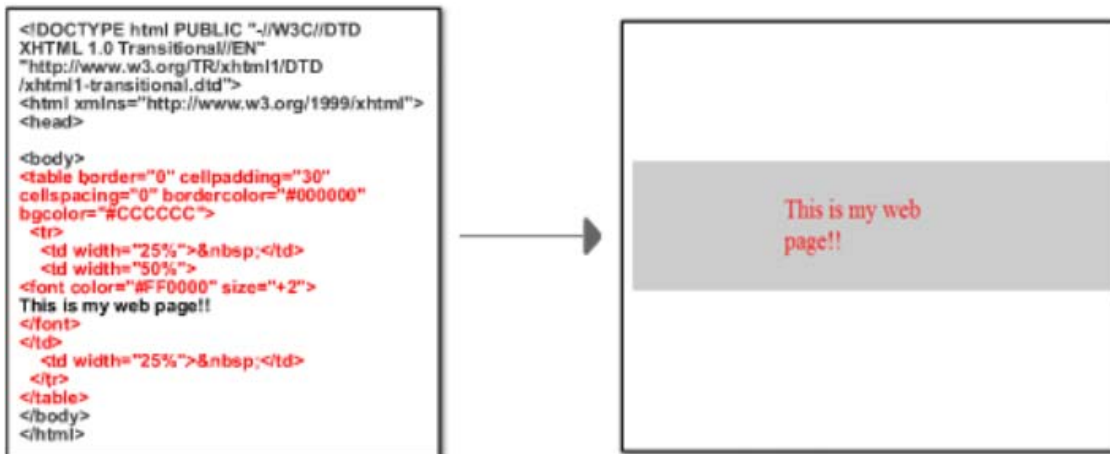 <!DOCTYPE html PUBLIC "-//W3C//DTD
XHTML 1.0 Transitional//EN"
"http://www.w3.org/TR/xhtml1/DTD
/xhtml1-transitional.dtd">
<html xmlns="http://www.w3.org/1999/xhtml">
<head>
<body>
<table border="0" cellpadding="30"
cellspacing="0" bordercolor="#000000"
bgcolor="#CCCCCC">
<tr>
<td width="25%">&nbsp;</td>
<td width="50%">
<font color="#FF0000" size="+2">
This is my web page!!
</font>
</td>
<td width="25%">&nbsp;</td>
</tr>
</table>
</body>
</html>
This is my web
page!!